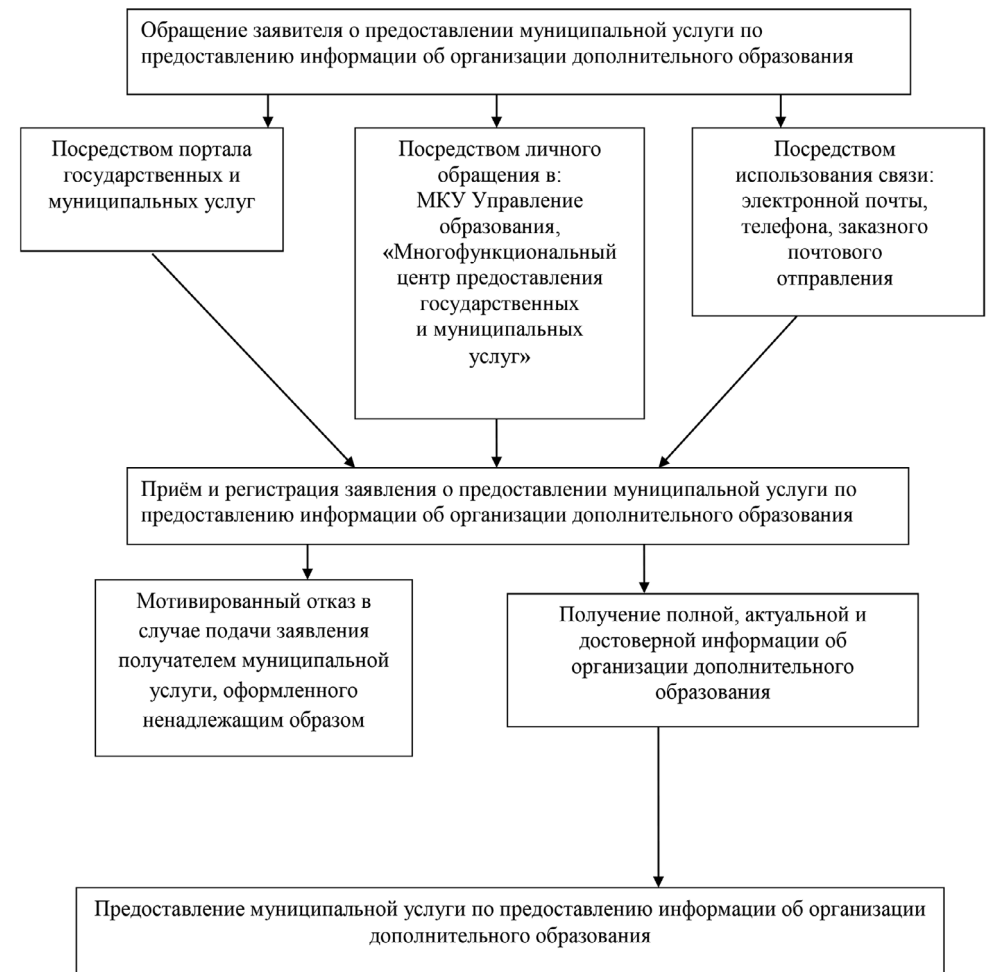 Обращение заявителя о предоставлении муниципальной услуги по
предоставлению информации об организации дополнительного образования
Посредством портала
государственных и
муниципальных услуг
Посредством личного
обращения в:
МКУ Управление
образования,
«Многофункциональный
центр предоставления
государственных
и муниципальных
услуг»
Посредством
использования связи:
электронной почты,
телефона, заказного
почтового
отправления
Приём и регистрация заявления о предоставлении муниципальной услуги по
предоставлению информации об организации дополнительного образования
Мотивированный отказ в
случае подачи заявления
получателем муниципальной
услуги, оформленного
ненадлежащим образом
Получение полной, актуальной и
достоверной информации об
организации дополнительного
образования
Предоставление муниципальной услуги по предоставлению информации об организации
дополнительного образования